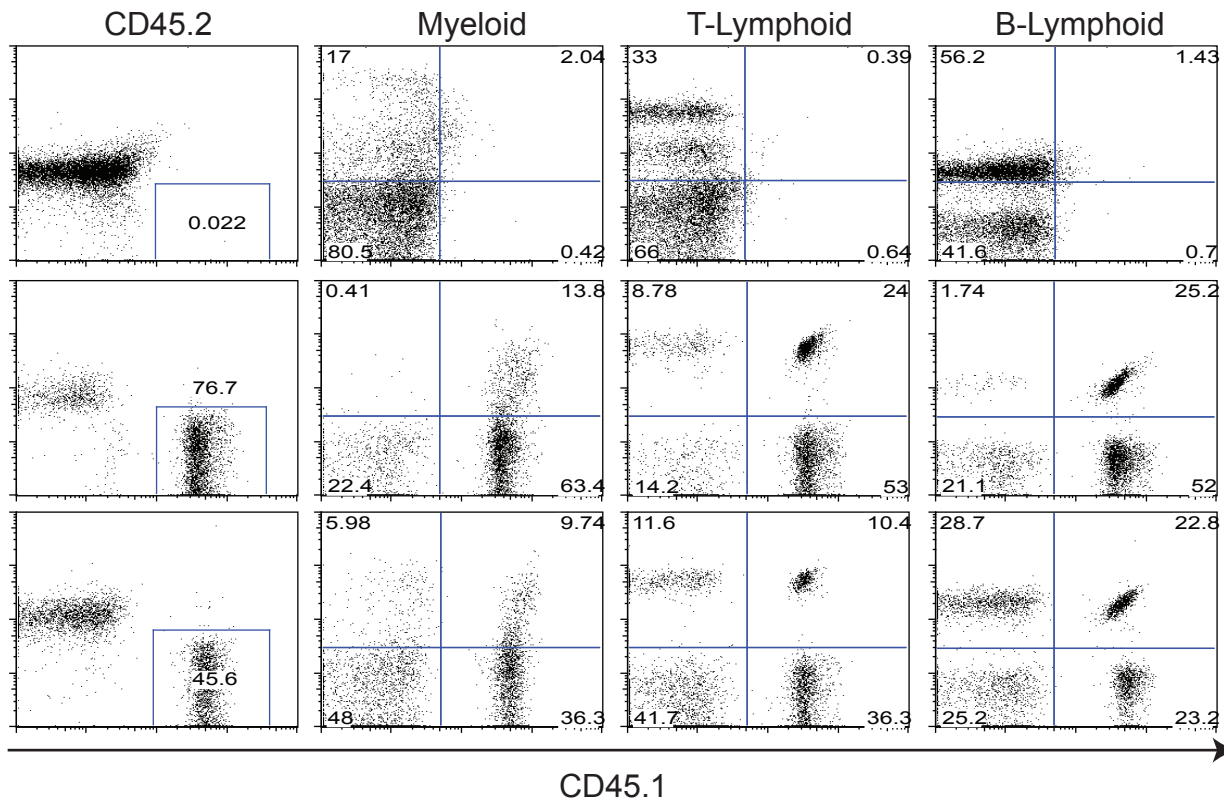 CD45.2 Myeloid T-Lymphoid B-Lymphoid
17 2.04 33 0.39 56.2 1.43
0.022
80.5 0.42 66 0.64 41.6 0.7
0.41 13.8 8.78 24 1.74 25.2
76.7
22.4 63.4 14.2 53 21.1 52
5.98 9.74 11.6 10.4 28.7 22.8
45.6
48 36.3 41.7 36.3 25.2 23.2
CD45.1